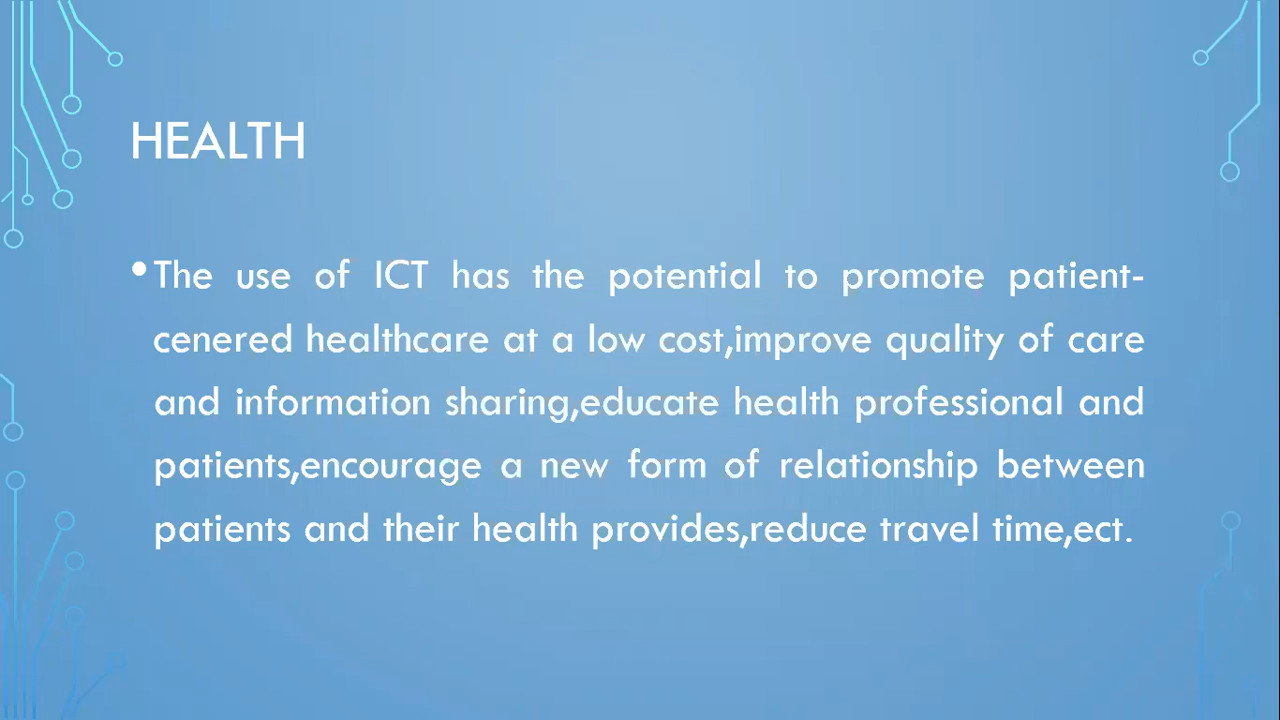 HEALTH
•The use of ICT has the potential to promote patient-
cenered healthcare at a low cost,improve quality of care
and information sharing,educate health professional and
patients,encourage a new form of relationship between
patients and their health provides,reduce travel time,ect.